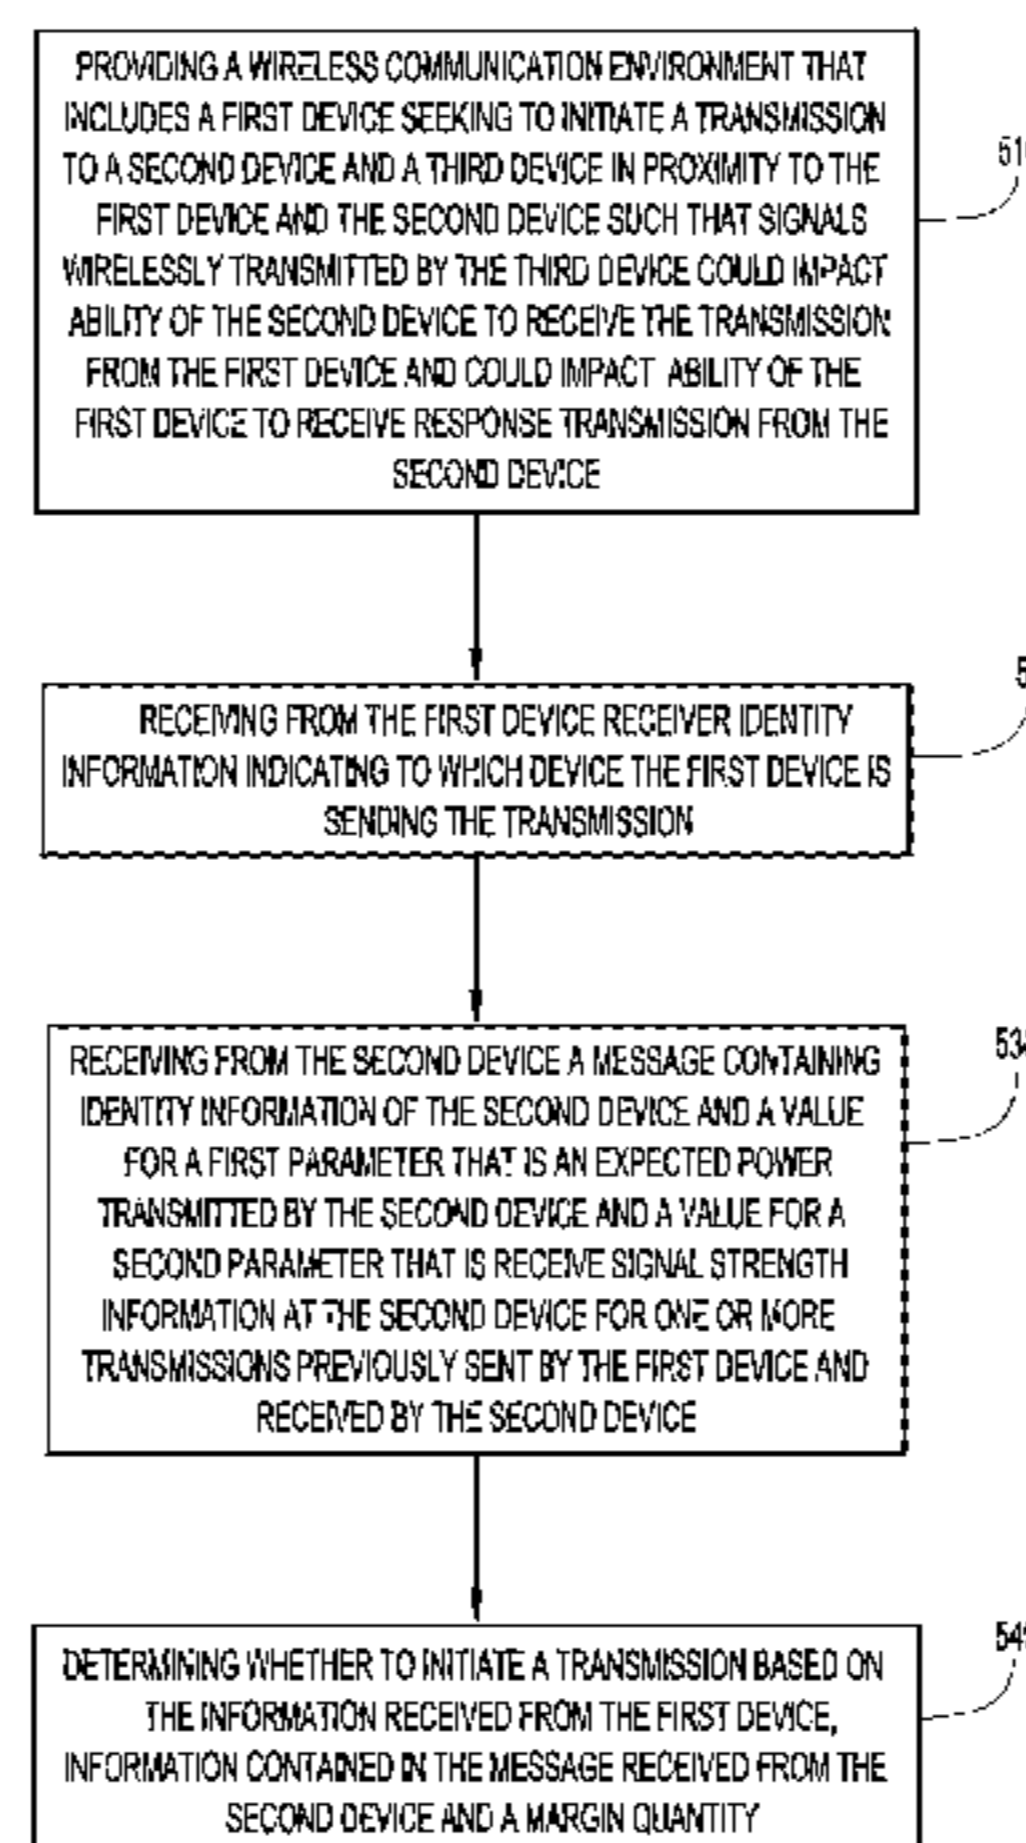 PROVIDING A WIRELESS COMMUNICATION ENVIRONMENT THAT
INCLUDES A FIRST DEVICE SEEKING TO INITIATE A TRANSMISSION
TO A SECOND DEVICE AND A THIRD DEVICE IN PROXIMITY TO THE
FIRST DEVICE AND THE SECOND DEVICE SUCH THAT SIGNALS
WIRELESSLY TRANSMITTED BY THE THIRD DEVICE COULD IMPACT
ABILITY OF THE SECOND DEVICE TO RECEIVE THE TRANSMISSION
FROM THE FIRST DEVICE AND COULD IMPACT ABILITY OF THE
FIRST DEVICE TO RECEIVE RESPONSE TRANSMISSION FROM THE
SECOND DEVICE
RECEIVING FROM THE FIRST DEVICE RECEIVER IDENTITY
INFORMATION INDICATING TO WHICH DEVICE THE FIRST DEVICE IS
SENDING THE TRANSMISSION
RECEIVING FROM THE SECOND DEVICE A MESSAGE CONTAINING
IDENTITY INFORMATION OF THE SECOND DEVICE AND A VALUE
FOR A FIRST PARAMETER THAT IS AN EXPECTED POWER
TRANSMITTED BY THE SECOND DEVICE AND A VALUE FOR A
SECOND PARAMETER THAT IS RECEIVE SIGNAL STRENGTH
INFORMATION AT THE SECOND DEVICE FOR ONE OR MORE
TRANSMISSIONS PREVIOUSLY SENT BY THE FIRST DEVICE AND
RECEIVED BY THE SECOND DEVICE
DETERMINING WHETHER TO INITIATE A TRANSMISSION BASED ON
THE INFORMATION RECEIVED FROM THE FIRST DEVICE,
INFORMATION CONTAINED IN THE MESSAGE RECEIVED FROM THE
SECOND DEVICE AND A MARGIN QUANTITY